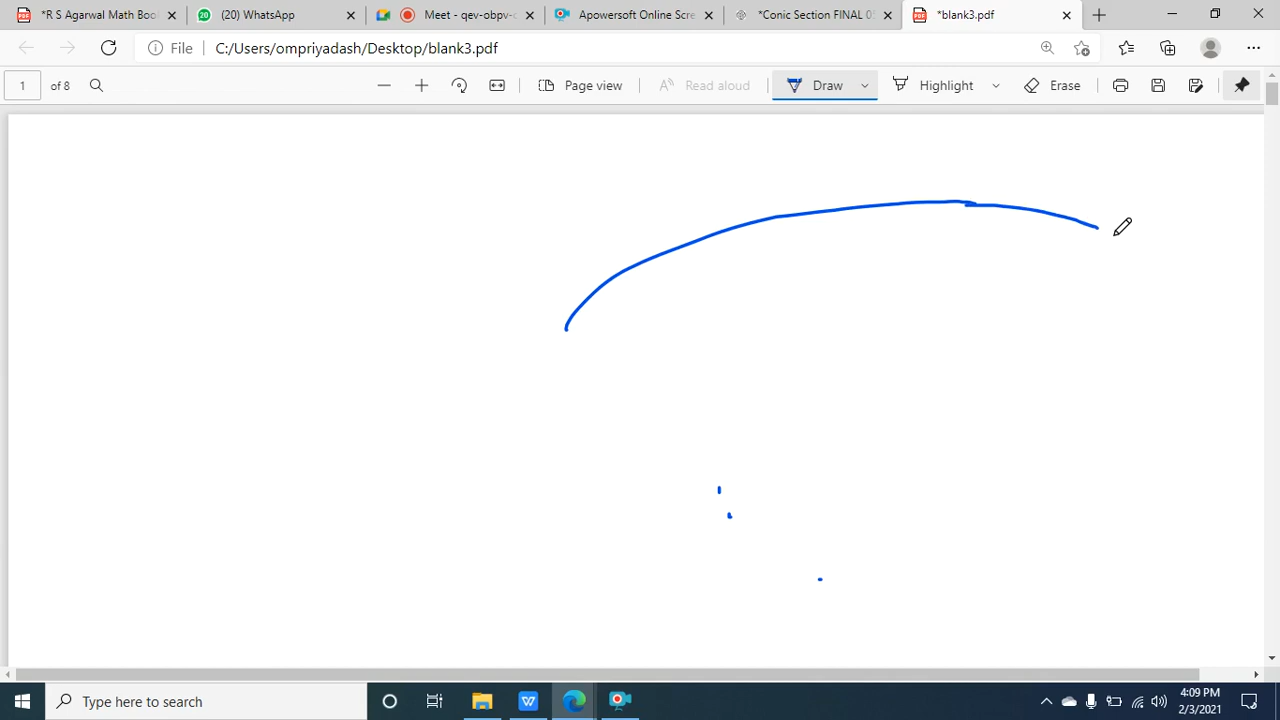 *R S Agarwal Math Boo
(20) WhatsApp
Meet - qev-obpv-c
Apowersoft Online Scre
*Conic Section FINAL 05
*blank3.pdf
File C:/Users/ompriyadash/Desktop/blank3.pdf
1 of 8 Page view Read aloud Draw Highlight Erase
Type here to search
4:09 PM
2/3/2021